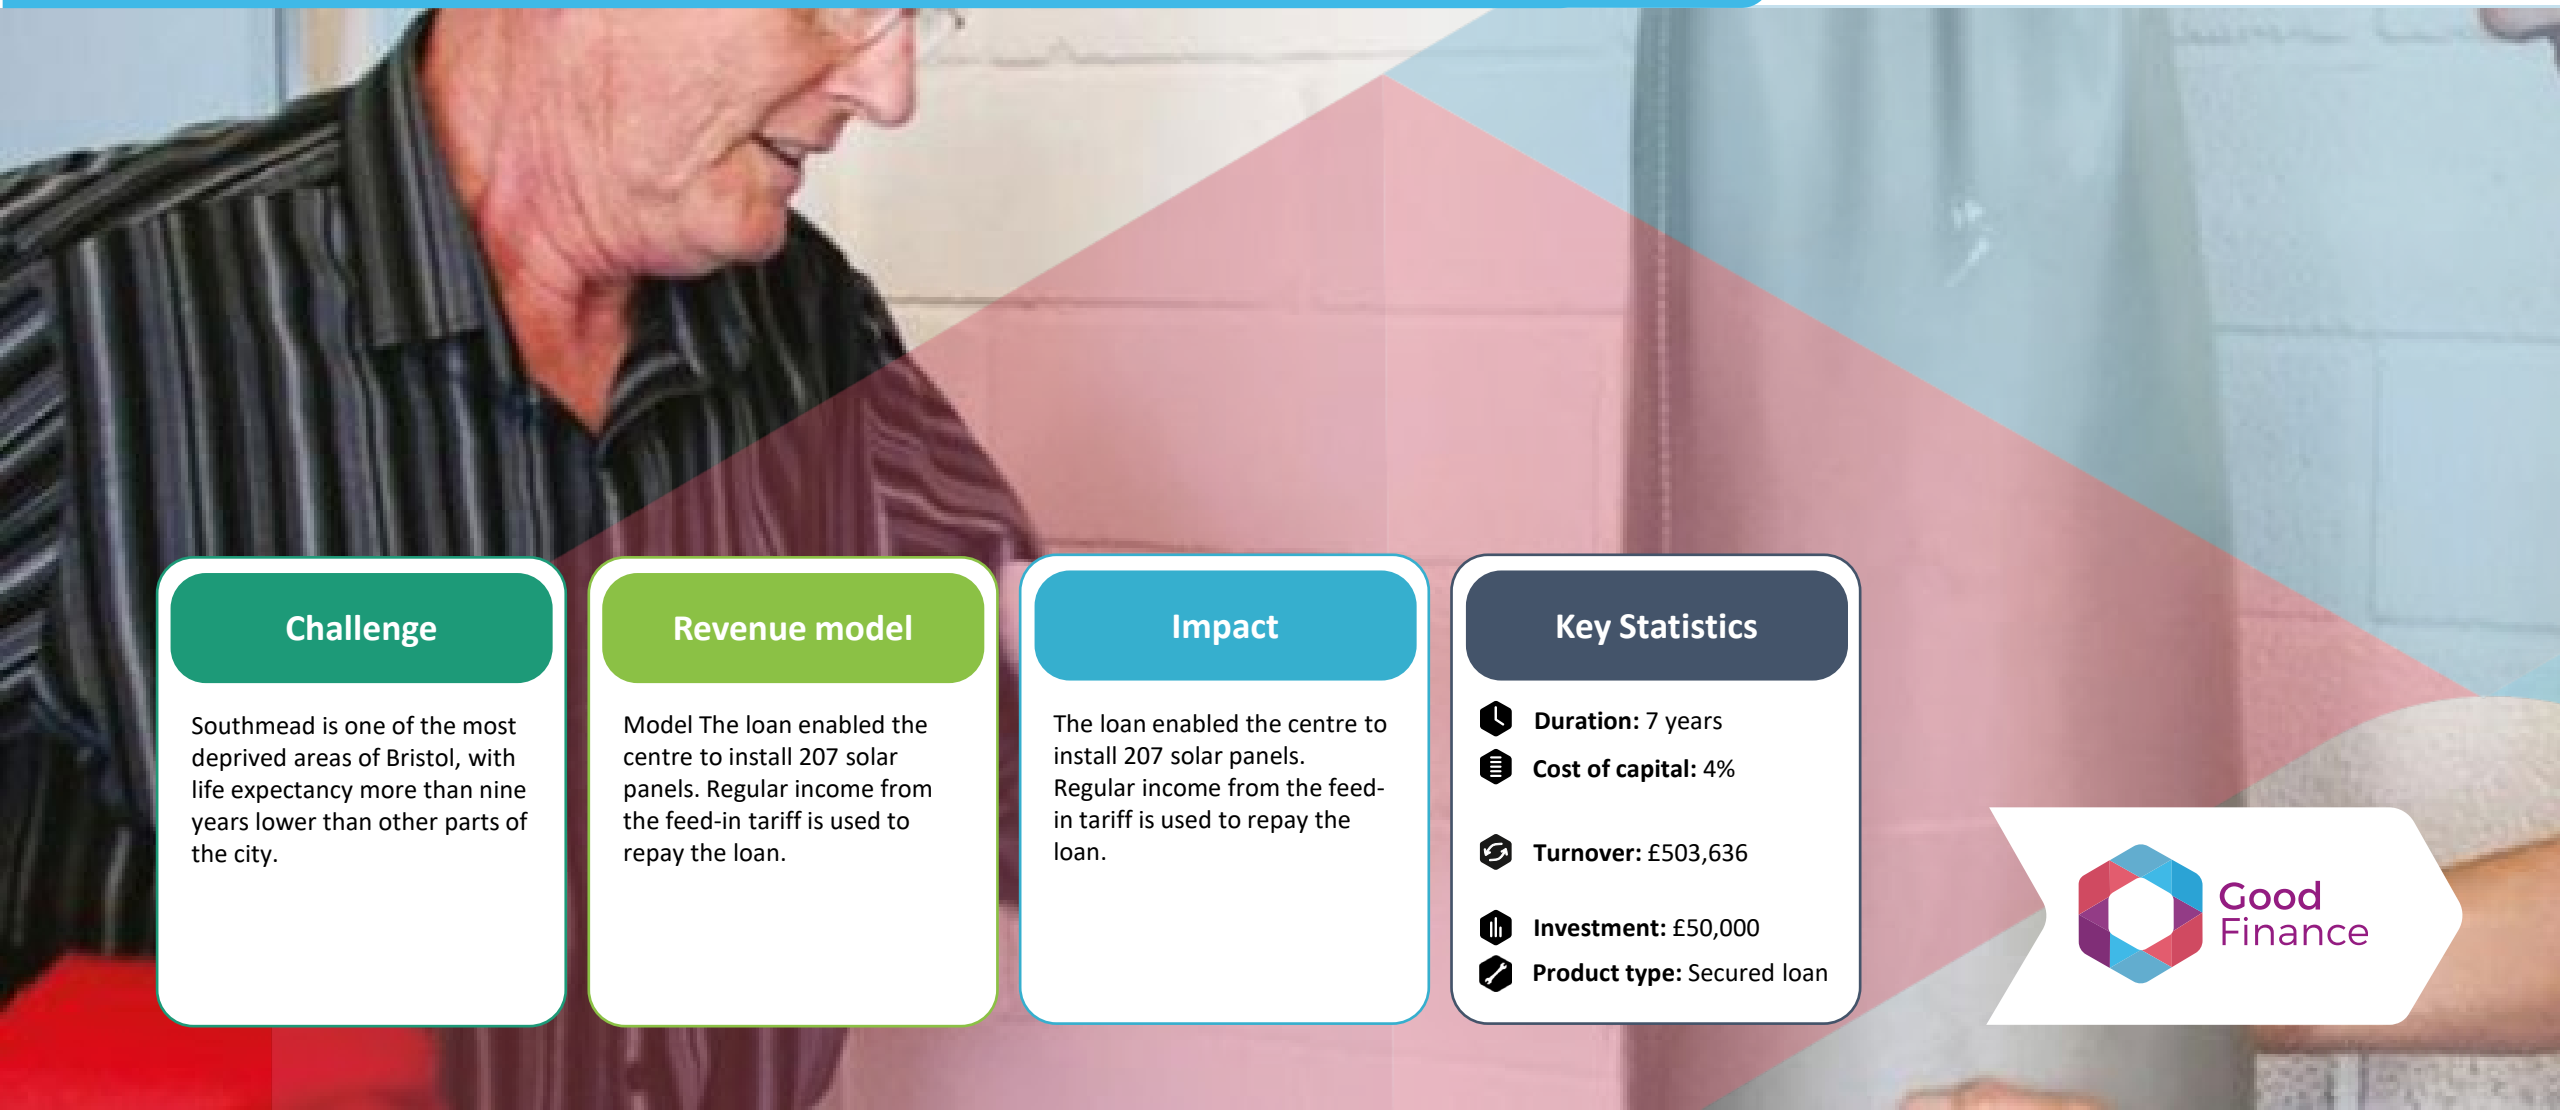 Challenge
Southmead is one of the most
deprived areas of Bristol, with
life expectancy more than nine
years lower than other parts of
the city.
Revenue model
Model The loan enabled the
centre to install 207 solar
panels. Regular income from
the feed-in tariff is used to
repay the loan.
Impact
The loan enabled the centre to
install 207 solar panels.
Regular income from the feed-
in tariff is used to repay the
loan.
Key Statistics
Duration: 7 years
Cost of capital: 4%
Turnover: £503,636
Investment: £50,000
Product type: Secured loan
Good
Finance